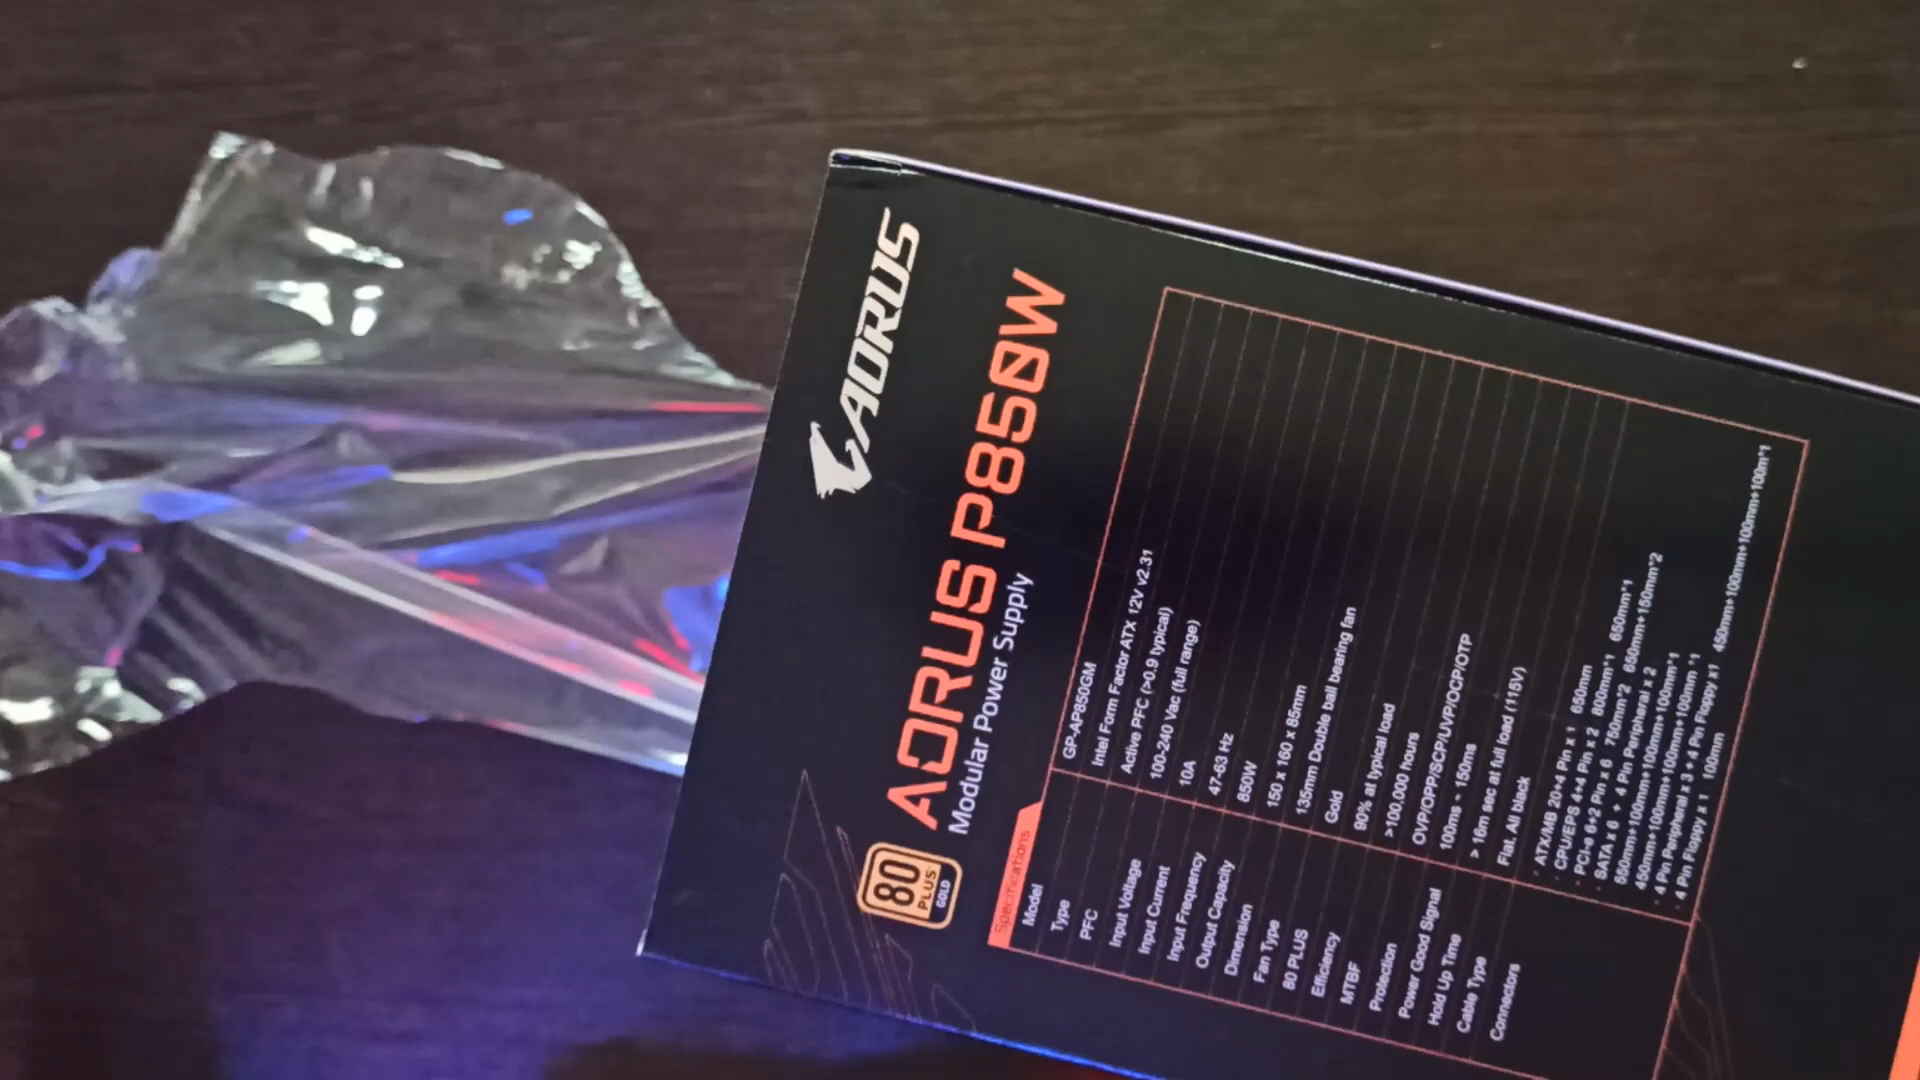 AORUS
AORUS P850W
Modular Power Supply
80
PLUS
GOLD
Specifications
Model GP-AP850GM
Type Intel Form Factor ATX 12V v2.31
PFC Active PFC (>0.9 typical)
Input Voltage 100-240 Vac (full range)
Input Current 10A
Input Frequency 47-63 Hz
Output Capacity 850W
Dimension 150 x 160 x 85mm
Fan Type 135mm Double ball bearing fan
80 PLUS Gold
Efficiency 90% at typical load
MTBF >100,000 hours
Protection OVP/OPP/SCP/UVP/OCP/OTP
Power Good Signal 100ms ~ 150ms
Hold Up Time > 16m sec at full load (115V)
Cable Type Flat, All black
Connectors · ATX/MB 20+4 Pin x 1 650mm
· CPU/EPS 4+4 Pin x 2 800mm*1 650mm*1
· PCI-e 6+2 Pin x 6 750mm*2 650mm+150mm*2
· SATA x 6 + 4 Pin Peripheral x 2
550mm+100mm+100mm+100mm*1
450mm+100mm+100mm+100mm*1
· 4 Pin Peripheral x 3 + 4 Pin Floppy x1 450mm+100mm+100mm+100m*1
· 4 Pin Floppy x 1 100mm